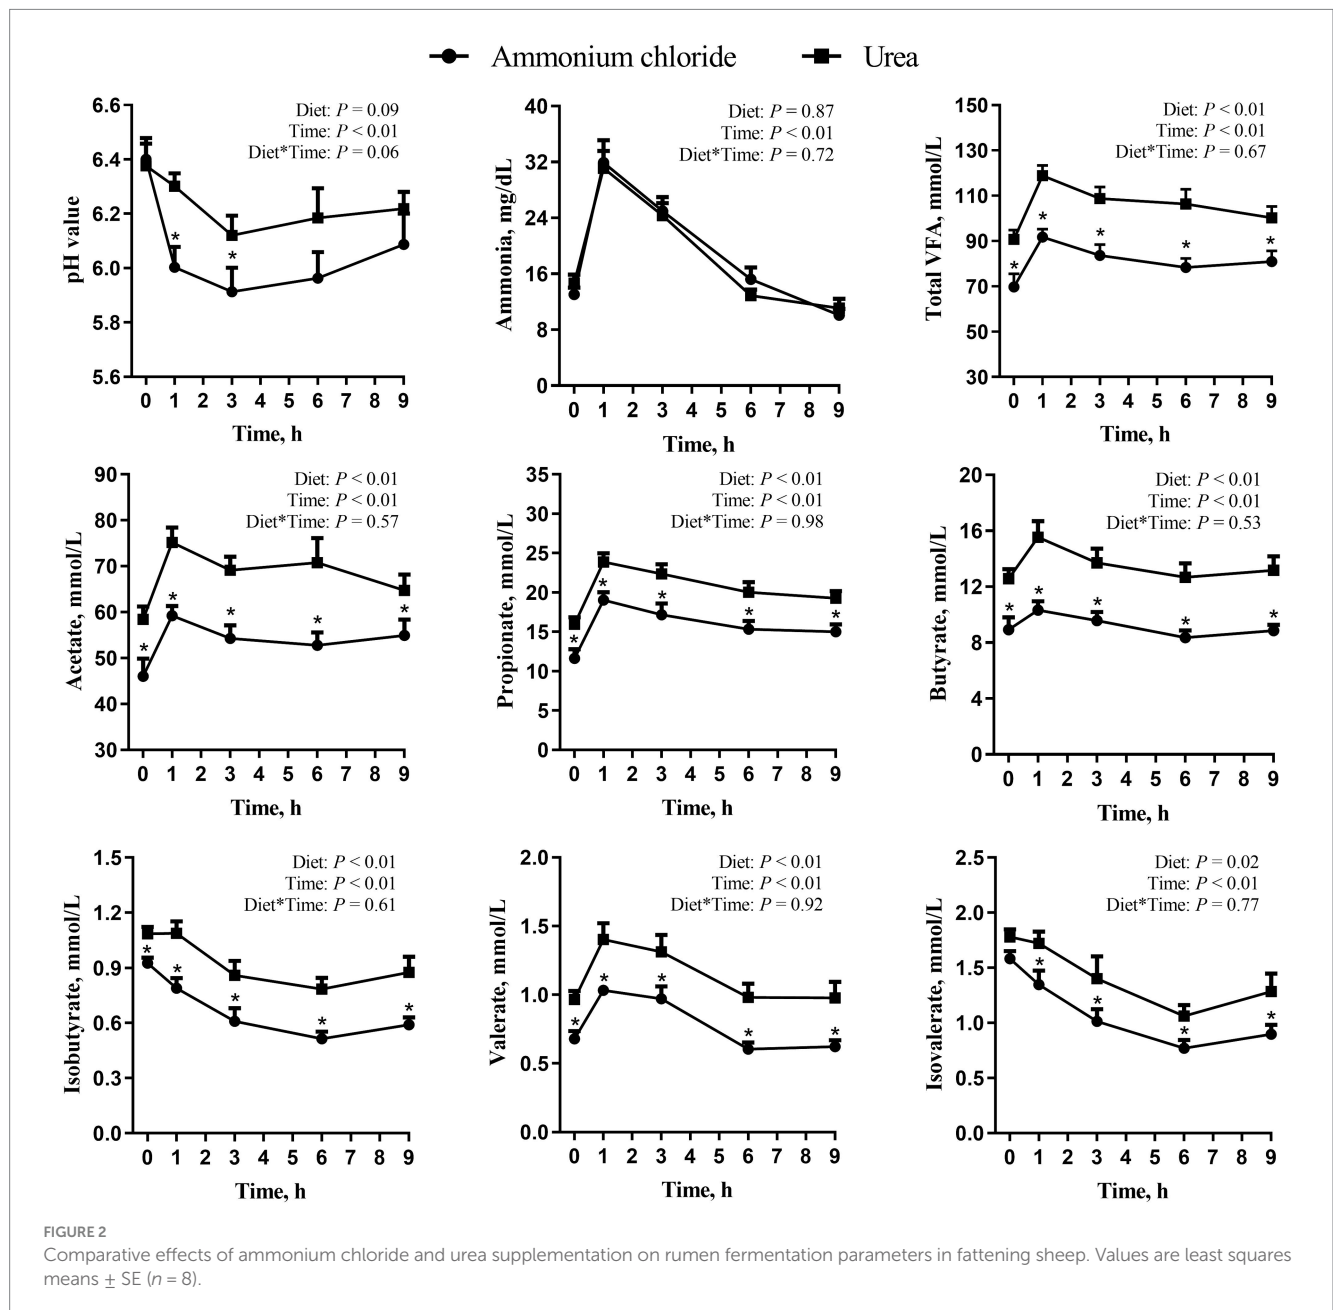 Ammonium chloride
Urea
Diet: P = 0.09
Time: P < 0.01
Diet*Time: P = 0.06
pH value
6.6
6.4
6.2
6.0
5.8
5.6
*
*
0 1 2 3 4 5 6 7 8 9
Time, h
Diet: P = 0.87
Time: P < 0.01
Diet*Time: P = 0.72
Ammonia, mg/dL
40
32
24
16
8
0
0 1 2 3 4 5 6 7 8 9
Time, h
Diet: P < 0.01
Time: P < 0.01
Diet*Time: P = 0.67
Total VFA, mmol/L
150
130
110
90
70
50
30
* * * * *
0 1 2 3 4 5 6 7 8 9
Time, h
Diet: P < 0.01
Time: P < 0.01
Diet*Time: P = 0.57
Acetate, mmol/L
90
80
70
60
50
40
30
* * * * *
0 1 2 3 4 5 6 7 8 9
Time, h
Diet: P < 0.01
Time: P < 0.01
Diet*Time: P = 0.98
Propionate, mmol/L
35
30
25
20
15
10
5
0
* * * * *
0 1 2 3 4 5 6 7 8 9
Time, h
Diet: P < 0.01
Time: P < 0.01
Diet*Time: P = 0.53
Butyrate, mmol/L
20
16
12
8
4
0
* * * * *
0 1 2 3 4 5 6 7 8 9
Time, h
Diet: P < 0.01
Time: P < 0.01
Diet*Time: P = 0.61
Isobutyrate, mmol/L
1.5
1.2
0.9
0.6
0.3
0.0
* * * * *
0 1 2 3 4 5 6 7 8 9
Time, h
Diet: P < 0.01
Time: P < 0.01
Diet*Time: P = 0.92
Valerate, mmol/L
2.0
1.5
1.0
0.5
0.0
* * * * *
0 1 2 3 4 5 6 7 8 9
Time, h
Diet: P = 0.02
Time: P < 0.01
Diet*Time: P = 0.77
Isovalerate, mmol/L
2.5
2.0
1.5
1.0
0.5
0.0
* * * *
0 1 2 3 4 5 6 7 8 9
Time, h
FIGURE 2
Comparative effects of ammonium chloride and urea supplementation on rumen fermentation parameters in fattening sheep. Values are least squares
means ± SE (n = 8).